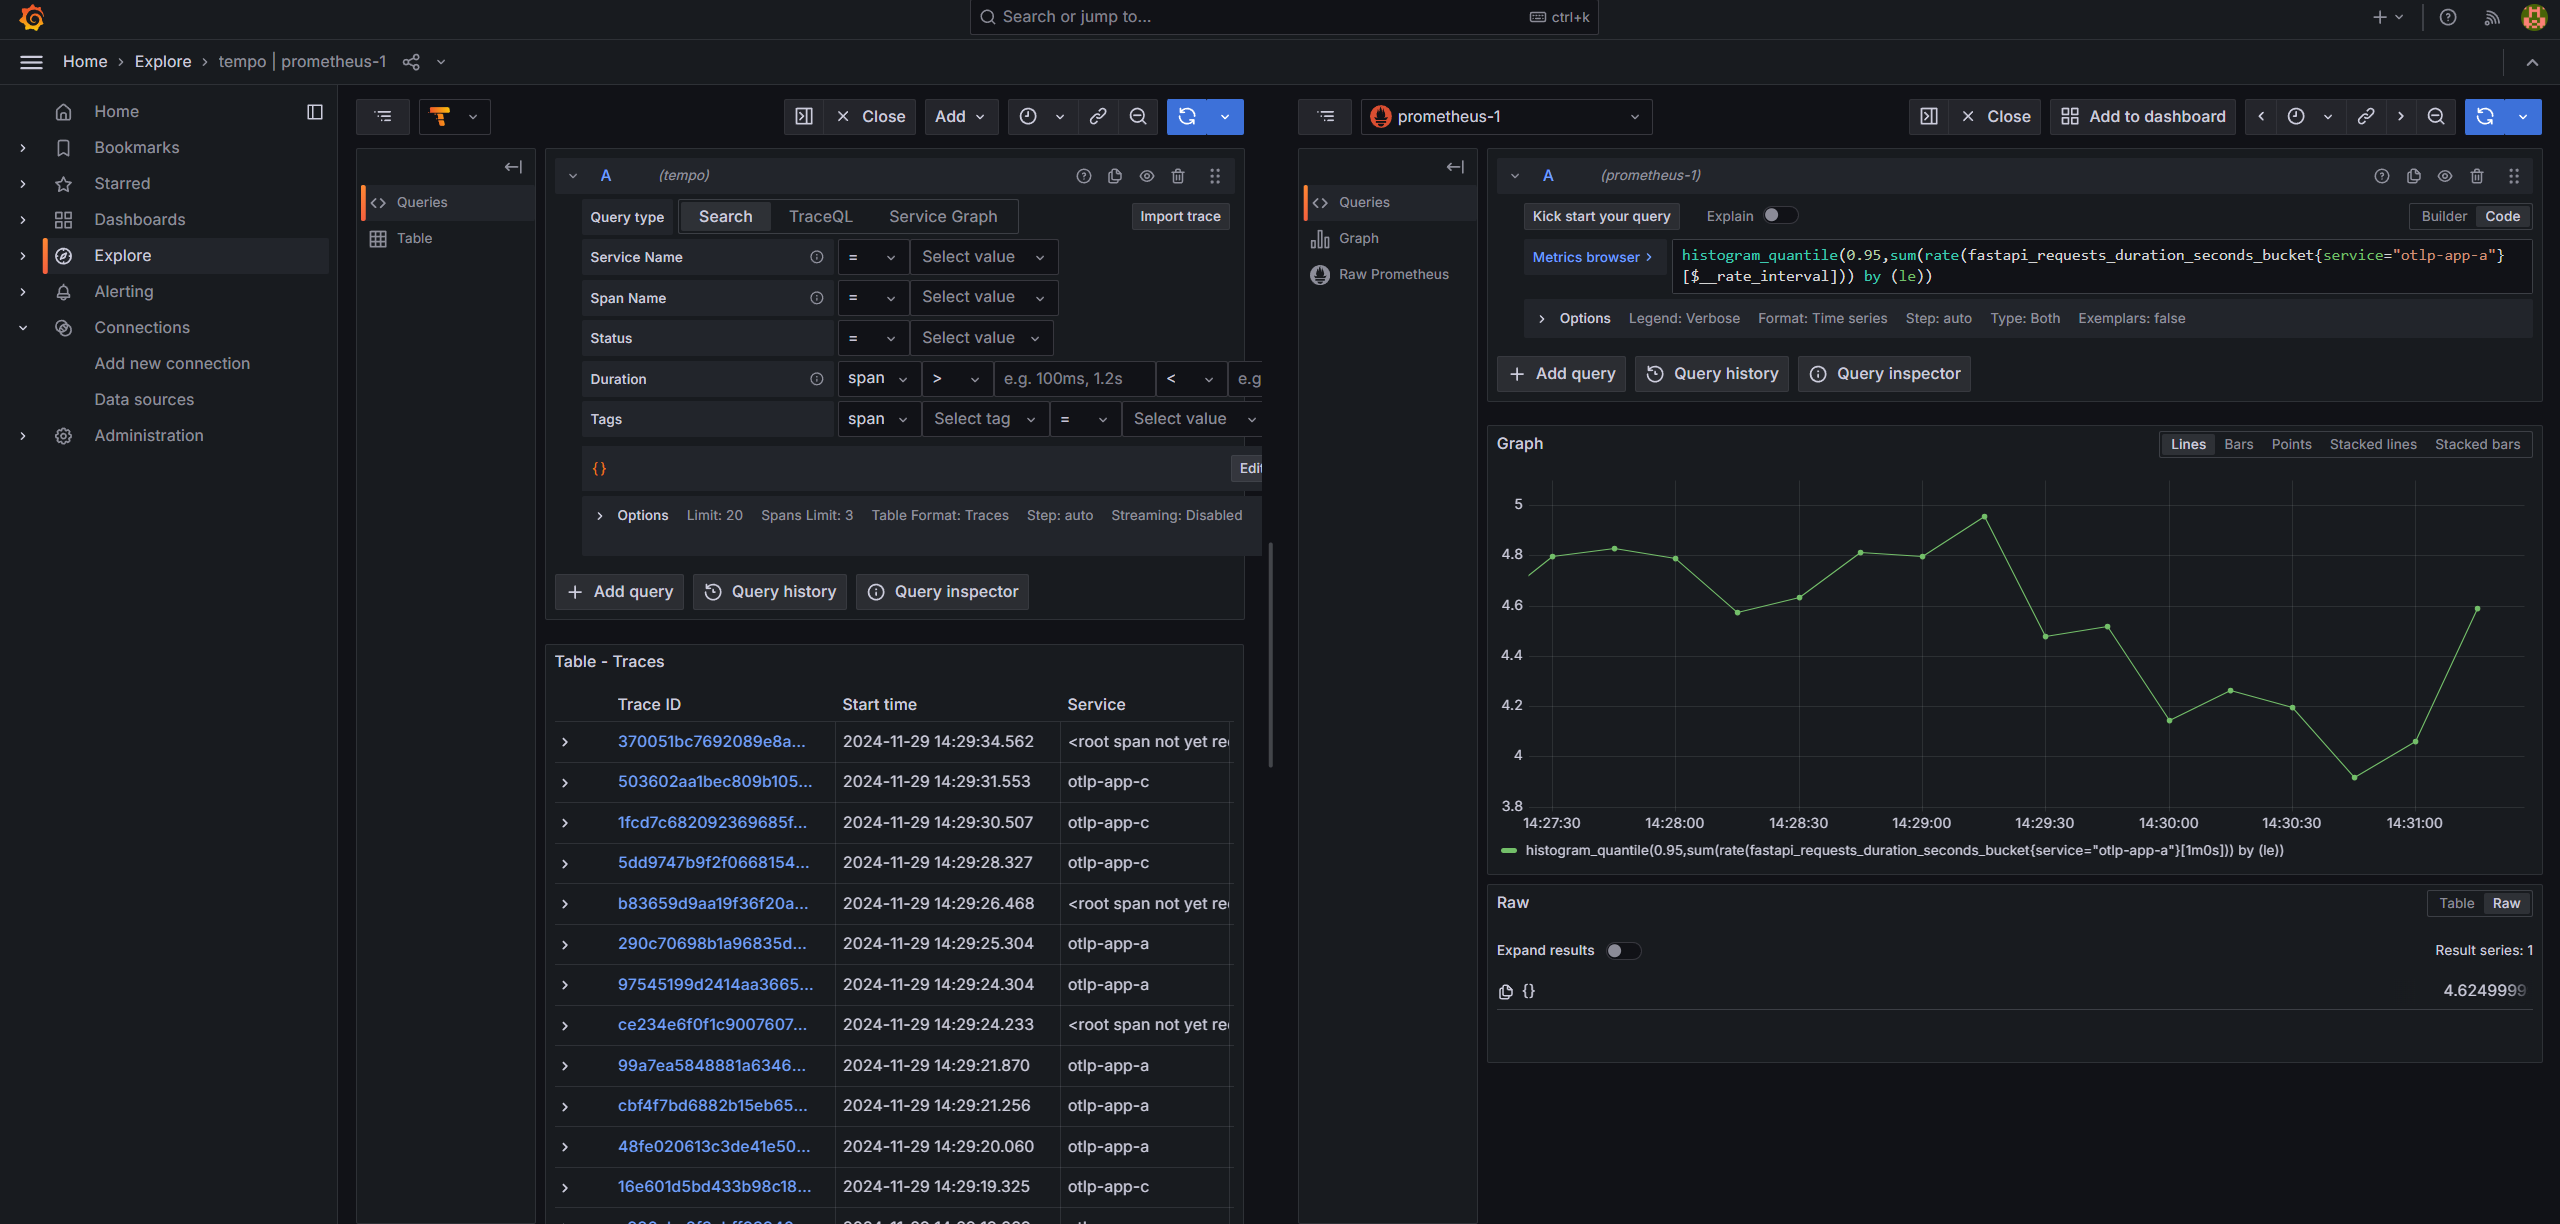 Search or jump to...
ctrl+k
Home
Explore
tempo | prometheus-1
Home
Bookmarks
Starred
Dashboards
Explore
Alerting
Connections
Add new connection
Data sources
Administration
Close
Add
Queries
Table
A
(tempo)
Query type
Search
TraceQL
Service Graph
Import trace
Service Name
=
Select value
Span Name
=
Select value
Status
=
Select value
Duration
span
>
e.g. 100ms, 1.2s
<
e.g
Tags
span
Select tag
=
Select value
{}
Edit
Options
Limit: 20
Spans Limit: 3
Table Format: Traces
Step: auto
Streaming: Disabled
Add query
Query history
Query inspector
Table - Traces
Trace ID
Start time
Service
370051bc7692089e8a...
2024-11-29 14:29:34.562
<root span not yet re
503602aa1bec809b105...
2024-11-29 14:29:31.553
otlp-app-c
1fcd7c682092369685f...
2024-11-29 14:29:30.507
otlp-app-c
5dd9747b9f2f0668154...
2024-11-29 14:29:28.327
otlp-app-c
b83659d9aa19f36f20a...
2024-11-29 14:29:26.468
<root span not yet re
290c70698b1a96835d...
2024-11-29 14:29:25.304
otlp-app-a
97545199d2414aa3665...
2024-11-29 14:29:24.304
otlp-app-a
ce234e6f0f1c9007607...
2024-11-29 14:29:24.233
<root span not yet re
99a7ea5848881a6346...
2024-11-29 14:29:21.870
otlp-app-a
cbf4f7bd6882b15eb65...
2024-11-29 14:29:21.256
otlp-app-a
48fe020613c3de41e50...
2024-11-29 14:29:20.060
otlp-app-a
16e601d5bd433b98c18...
2024-11-29 14:29:19.325
otlp-app-c
prometheus-1
Close
Add to dashboard
Queries
Graph
Raw Prometheus
A
(prometheus-1)
Kick start your query
Explain
Builder
Code
Metrics browser >
histogram_quantile(0.95,sum(rate(fastapi_requests_duration_seconds_bucket{service="otlp-app-a"}
[$__rate_interval])) by (le))
Options
Legend: Verbose
Format: Time series
Step: auto
Type: Both
Exemplars: false
Add query
Query history
Query inspector
Graph
Lines
Bars
Points
Stacked lines
Stacked bars
5
4.8
4.6
4.4
4.2
4
3.8
14:27:30
14:28:00
14:28:30
14:29:00
14:29:30
14:30:00
14:30:30
14:31:00
histogram_quantile(0.95,sum(rate(fastapi_requests_duration_seconds_bucket{service="otlp-app-a"}[1m0s])) by (le))
Raw
Table
Raw
Expand results
Result series: 1
{}
4.6249999